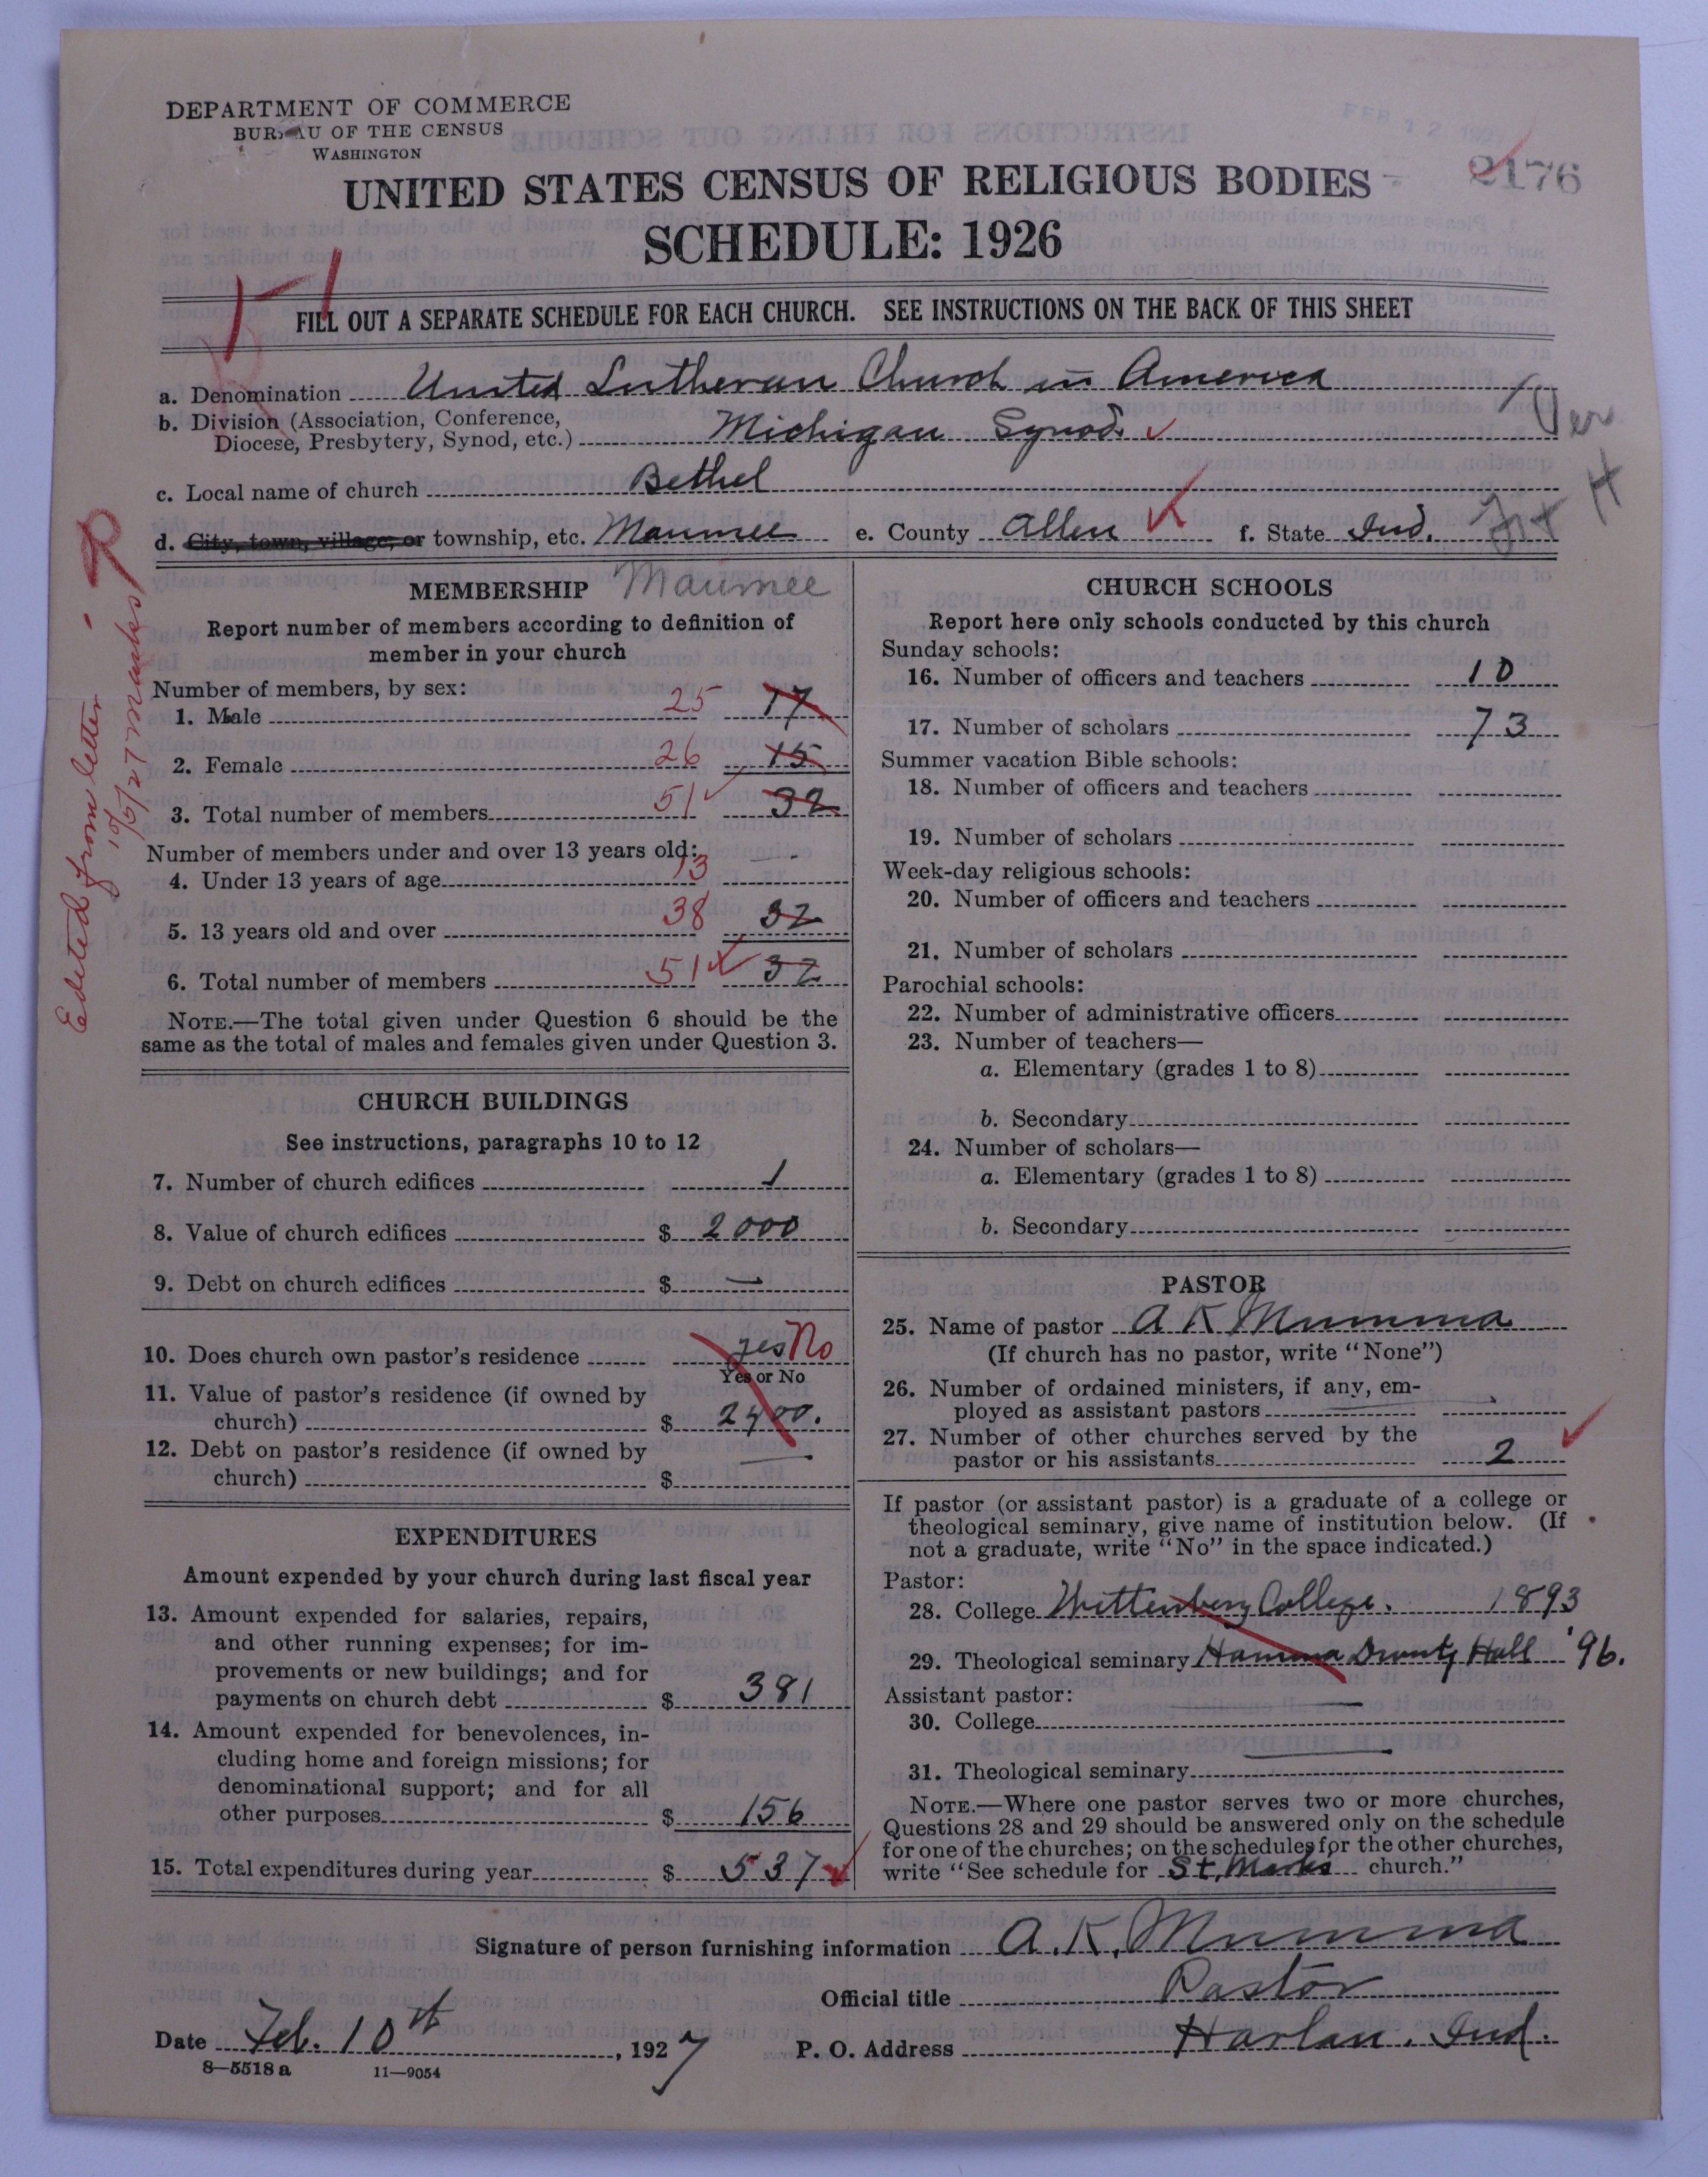 DEPARTMENT OF COMMERCE
BUREAU OF THE CENSUS
WASHINGTON
FEB 12 1927
2176
UNITED STATES CENSUS OF RELIGIOUS BODIES
SCHEDULE: 1926
FILL OUT A SEPARATE SCHEDULE FOR EACH CHURCH. SEE INSTRUCTIONS ON THE BACK OF THIS SHEET
a. Denomination United Lutheran Church in America
b. Division (Association, Conference,
Diocese, Presbytery, Synod, etc.) Michigan Synod.
c. Local name of church Bethel
d. City, town, village, or township, etc. Maumee e. County Allen f. State Ind.
Edited from letter
10/5/27
MEMBERSHIP Maumee
Report number of members according to definition of
member in your church
Number of members, by sex:
1. Male 25 17
2. Female 26 15
3. Total number of members 51 32
Number of members under and over 13 years old:
4. Under 13 years of age 13
5. 13 years old and over 38 32
6. Total number of members 51 32
NOTE.—The total given under Question 6 should be the
same as the total of males and females given under Question 3.
CHURCH BUILDINGS
See instructions, paragraphs 10 to 12
7. Number of church edifices 1
8. Value of church edifices $ 2000
9. Debt on church edifices $ —
10. Does church own pastor's residence yes No
Yes or No
11. Value of pastor's residence (if owned by
church) $ 2400.
12. Debt on pastor's residence (if owned by
church) $ —
EXPENDITURES
Amount expended by your church during last fiscal year
13. Amount expended for salaries, repairs,
and other running expenses; for im-
provements or new buildings; and for
payments on church debt $ 381
14. Amount expended for benevolences, in-
cluding home and foreign missions; for
denominational support; and for all
other purposes $ 156
15. Total expenditures during year $ 537
CHURCH SCHOOLS
Report here only schools conducted by this church
Sunday schools:
16. Number of officers and teachers 10
17. Number of scholars 73
Summer vacation Bible schools:
18. Number of officers and teachers
19. Number of scholars
Week-day religious schools:
20. Number of officers and teachers
21. Number of scholars
Parochial schools:
22. Number of administrative officers
23. Number of teachers—
a. Elementary (grades 1 to 8)
b. Secondary
24. Number of scholars—
a. Elementary (grades 1 to 8)
b. Secondary
PASTOR
25. Name of pastor A K Mumma
(If church has no pastor, write "None")
26. Number of ordained ministers, if any, em-
ployed as assistant pastors
27. Number of other churches served by the
pastor or his assistants 2
If pastor (or assistant pastor) is a graduate of a college or
theological seminary, give name of institution below. (If
not a graduate, write "No" in the space indicated.)
Pastor:
28. College Wittenberg College. 1893
29. Theological seminary Hamma Divinty Hall '96.
Assistant pastor:
30. College —
31. Theological seminary —
NOTE.—Where one pastor serves two or more churches,
Questions 28 and 29 should be answered only on the schedule
for one of the churches; on the schedules for the other churches,
write "See schedule for St. Marks church."
Signature of person furnishing information A. K. Mumma
Official title Pastor
Date Feb. 10th, 1927 P. O. Address Harlan. Ind.
8—5518 a 11—9054